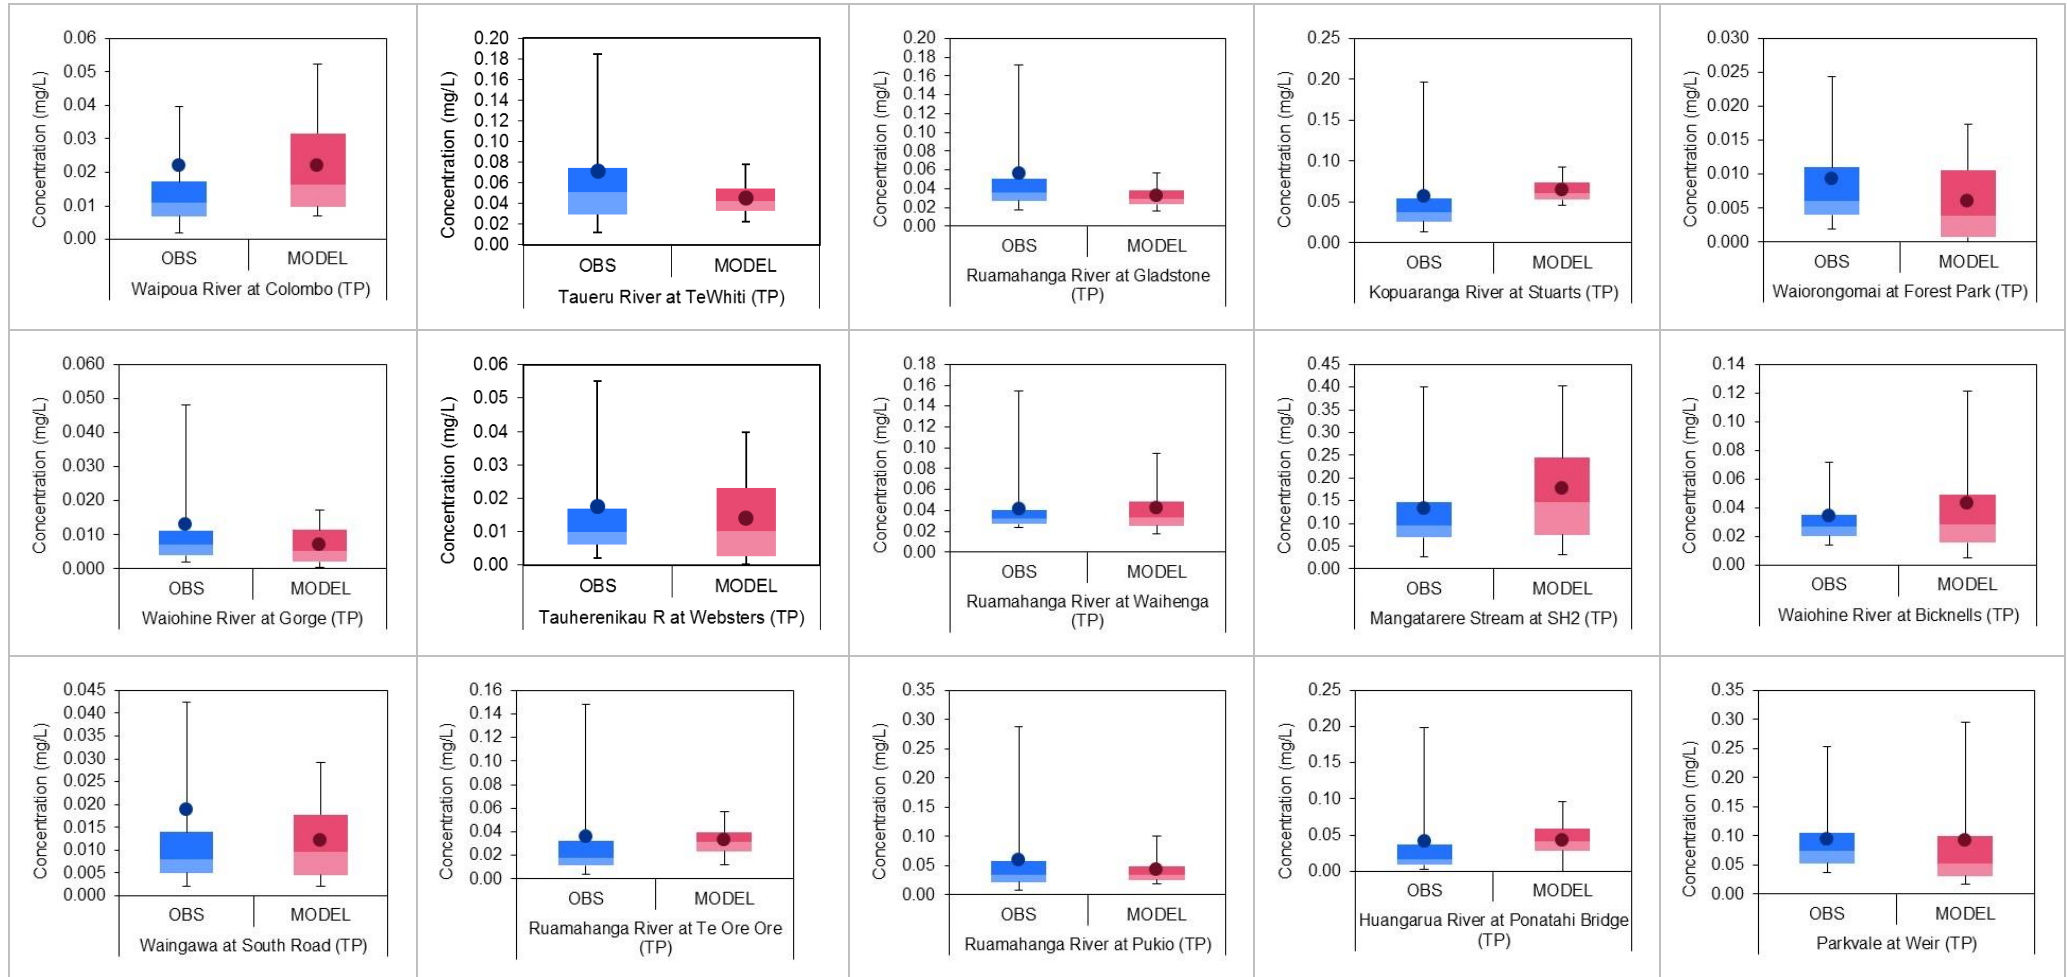 0.06
0.05
0.04
0.03
0.02
0.01
0.00
Concentration (mg/L)
OBS
MODEL
Waipoua River at Colombo (TP)
0.20
0.18
0.16
0.14
0.12
0.10
0.08
0.06
0.04
0.02
0.00
Concentration (mg/L)
OBS
MODEL
Taueru River at TeWhiti (TP)
0.20
0.18
0.16
0.14
0.12
0.10
0.08
0.06
0.04
0.02
0.00
Concentration (mg/L)
OBS
MODEL
Ruamahanga River at Gladstone
(TP)
0.25
0.20
0.15
0.10
0.05
0.00
Concentration (mg/L)
OBS
MODEL
Kopuaranga River at Stuarts (TP)
0.030
0.025
0.020
0.015
0.010
0.005
0.000
Concentration (mg/L)
OBS
MODEL
Waiorongomai at Forest Park (TP)
0.060
0.050
0.040
0.030
0.020
0.010
0.000
Concentration (mg/L)
OBS
MODEL
Waiohine River at Gorge (TP)
0.06
0.05
0.04
0.03
0.02
0.01
0.00
Concentration (mg/L)
OBS
MODEL
Tauherenikau R at Websters (TP)
0.18
0.16
0.14
0.12
0.10
0.08
0.06
0.04
0.02
0.00
Concentration (mg/L)
OBS
MODEL
Ruamahanga River at Waihenga
(TP)
0.45
0.40
0.35
0.30
0.25
0.20
0.15
0.10
0.05
0.00
Concentration (mg/L)
OBS
MODEL
Mangatarere Stream at SH2 (TP)
0.14
0.12
0.10
0.08
0.06
0.04
0.02
0.00
Concentration (mg/L)
OBS
MODEL
Waiohine River at Bicknells (TP)
0.045
0.040
0.035
0.030
0.025
0.020
0.015
0.010
0.005
0.000
Concentration (mg/L)
OBS
MODEL
Waingawa at South Road (TP)
0.16
0.14
0.12
0.10
0.08
0.06
0.04
0.02
0.00
Concentration (mg/L)
OBS
MODEL
Ruamahanga River at Te Ore Ore
(TP)
0.35
0.30
0.25
0.20
0.15
0.10
0.05
0.00
Concentration (mg/L)
OBS
MODEL
Ruamahanga River at Pukio (TP)
0.25
0.20
0.15
0.10
0.05
0.00
Concentration (mg/L)
OBS
MODEL
Huangarua River at Ponatahi Bridge
(TP)
0.35
0.30
0.25
0.20
0.15
0.10
0.05
0.00
Concentration (mg/L)
OBS
MODEL
Parkvale at Weir (TP)